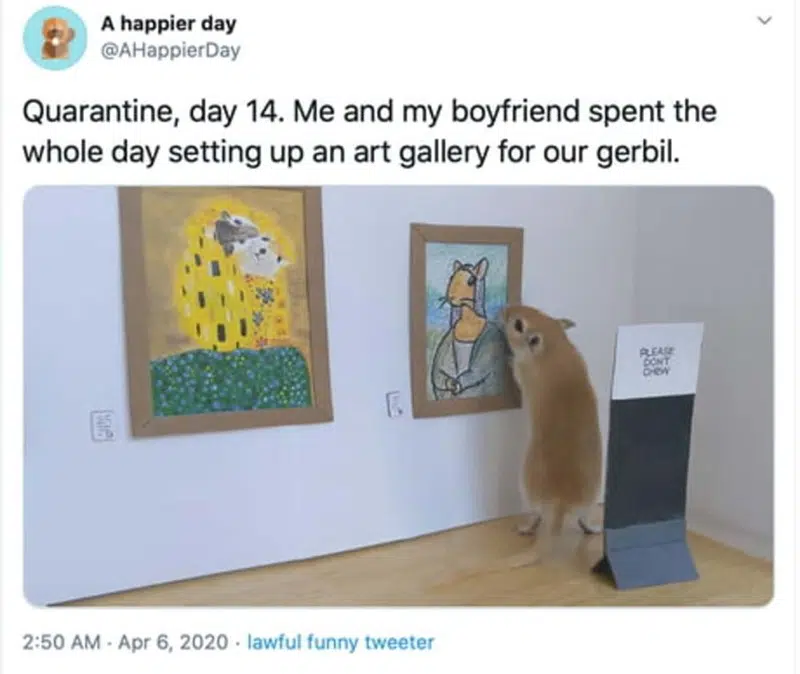 A happier day
@AHappierDay
Quarantine, day 14. Me and my boyfriend spent the
whole day setting up an art gallery for our gerbil.
PLEASE
DONT
CHEW
2:50 AM · Apr 6, 2020 · lawful funny tweeter